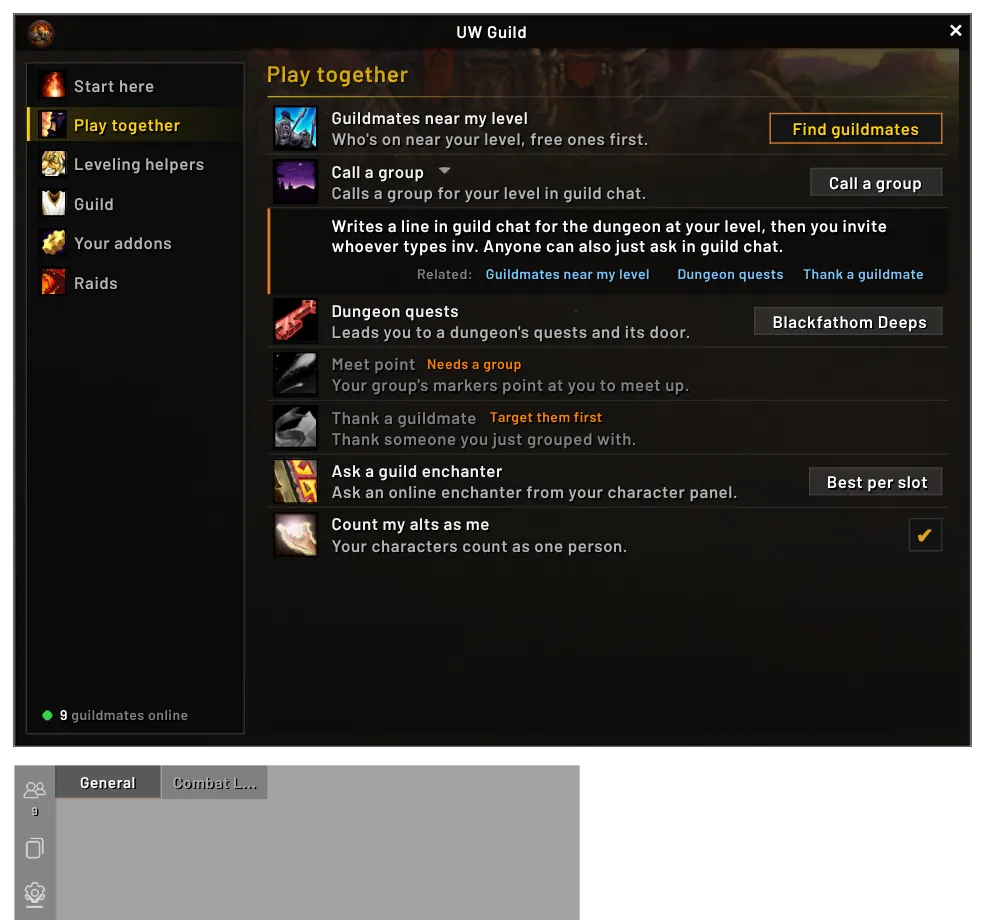 UW Guild
Start here
Play together
Leveling helpers
Guild
Your addons
Raids
9 guildmates online
Play together
Guildmates near my level
Who's on near your level, free ones first.
Find guildmates
Call a group
Calls a group for your level in guild chat.
Call a group
Writes a line in guild chat for the dungeon at your level, then you invite
whoever types inv. Anyone can also just ask in guild chat.
Related: Guildmates near my level Dungeon quests Thank a guildmate
Dungeon quests
Leads you to a dungeon's quests and its door.
Blackfathom Deeps
Meet point Needs a group
Your group's markers point at you to meet up.
Thank a guildmate Target them first
Thank someone you just grouped with.
Ask a guild enchanter
Ask an online enchanter from your character panel.
Best per slot
Count my alts as me
Your characters count as one person.
General
Combat L...
9